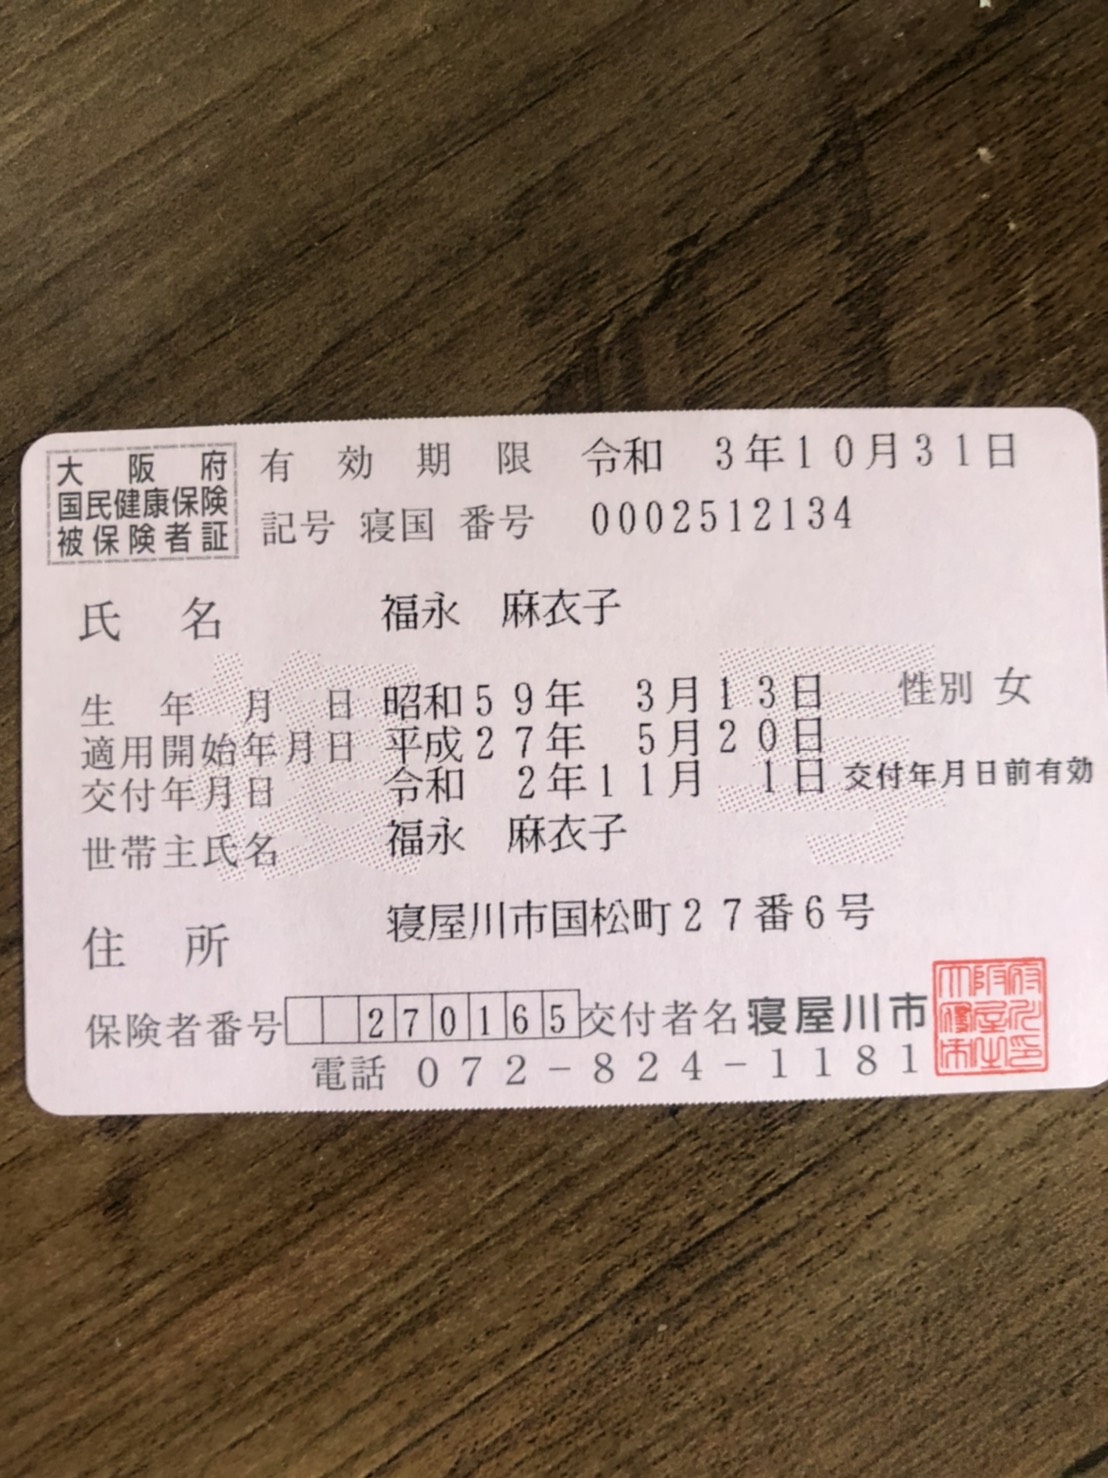 大阪府
国民健康保険
被保険者証
有効期限 令和 3年10月31日
記号 寝国 番号 0002512134
氏名 福永 麻衣子
生年月日 昭和59年 3月13日 性別 女
適用開始年月日 平成27年 5月20日
交付年月日 令和 2年11月 1日 交付年月日前有効
世帯主氏名 福永 麻衣子
住所 寝屋川市国松町27番6号
保険者番号 270165 交付者名 寝屋川市
電話 072-824-1181